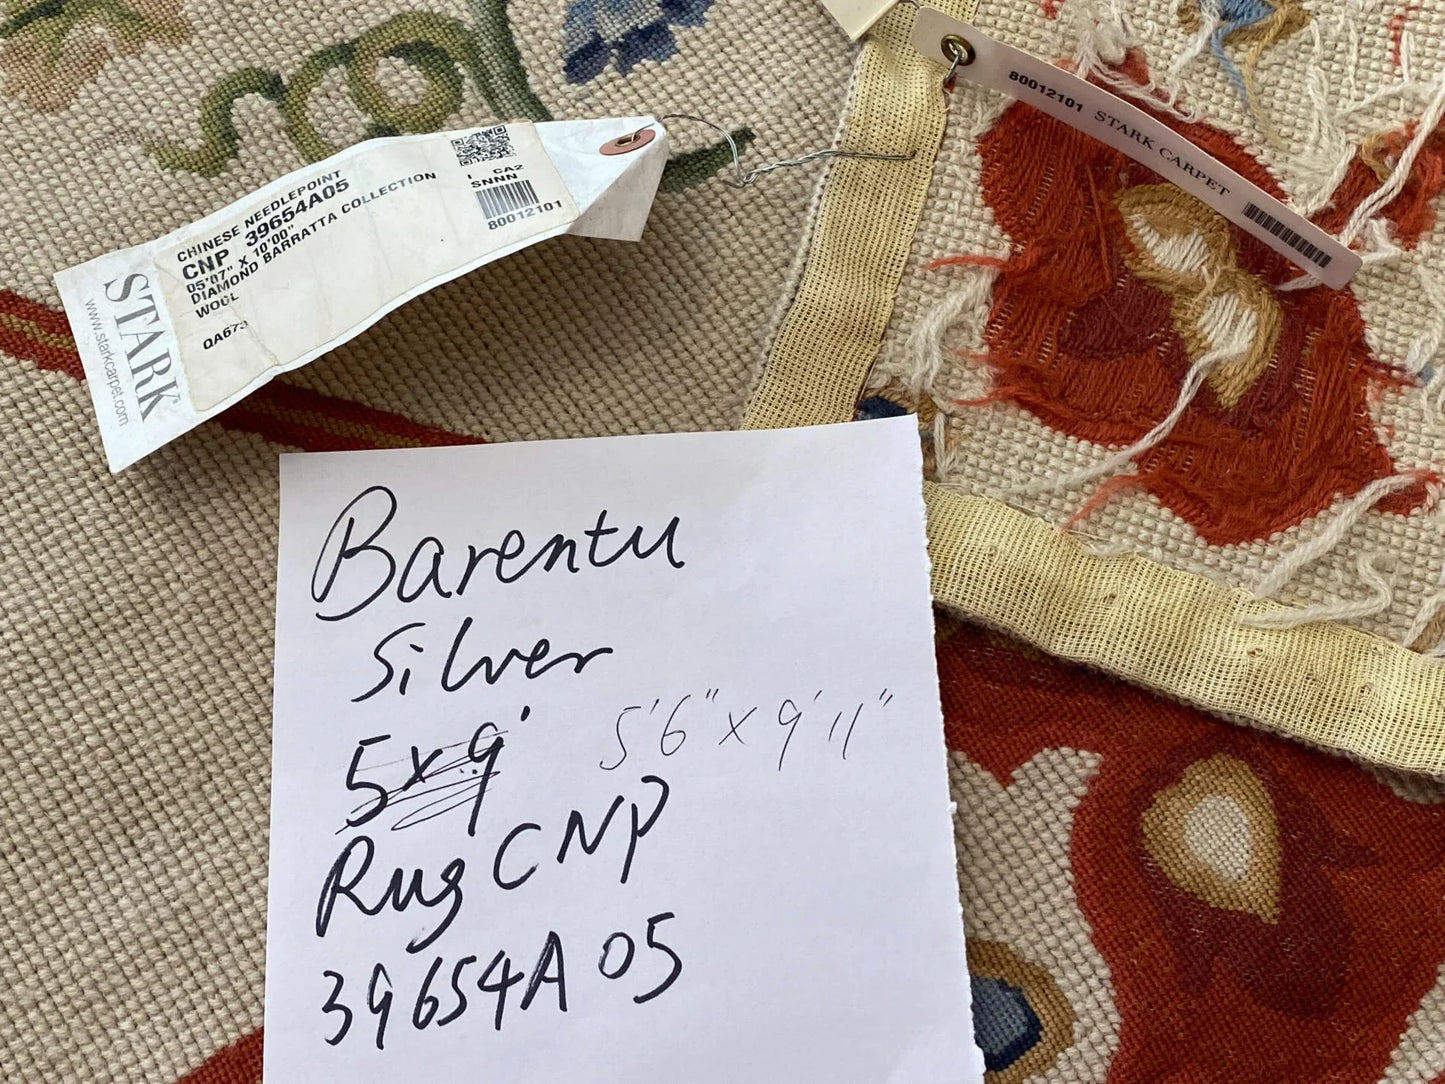 CHINESE NEEDLEPOINT
CNP 39654A05
05'07" X 10'00"
DIAMOND BARRATTA COLLECTION
WOOL
QA673
I CA2
SNNN
80012101
STARK
www.starkcarpet.com
80012101 STARK CARPET
Barentu
Silver
5x9'
5'6" x 9'11"
Rug CNP
39654A05